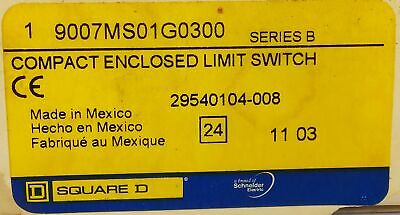 1 9007MS01G0300 SERIES B
COMPACT ENCLOSED LIMIT SWITCH
CE
29540104-008
Made in Mexico
Hecho en Mexico
Fabriqué au Mexique
24 11 03
D SQUARE D ®
a brand of
Schneider
Electric